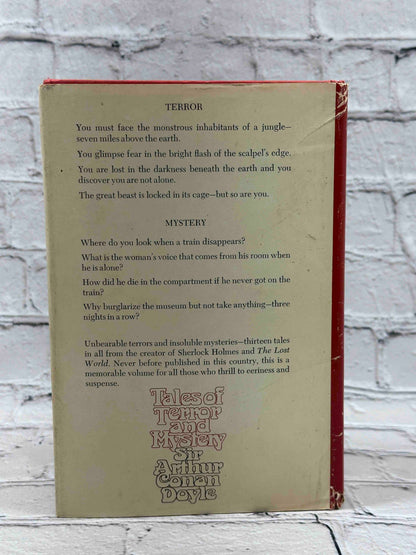 TERROR
You must face the monstrous inhabitants of a jungle—
seven miles above the earth.
You glimpse fear in the bright flash of the scalpel's edge.
You are lost in the darkness beneath the earth and you
discover you are not alone.
The great beast is locked in its cage—but so are you.
MYSTERY
Where do you look when a train disappears?
What is the woman's voice that comes from his room when
he is alone?
How did he die in the compartment if he never got on the
train?
Why burglarize the museum but not take anything—three
nights in a row?
Unbearable terrors and insoluble mysteries—thirteen tales
in all from the creator of Sherlock Holmes and The Lost
World. Never before published in this country, this is a
memorable volume for all those who thrill to eeriness and
suspense.
Tales of
Terror
and
Mystery
Sir
Arthur
Conan
Doyle